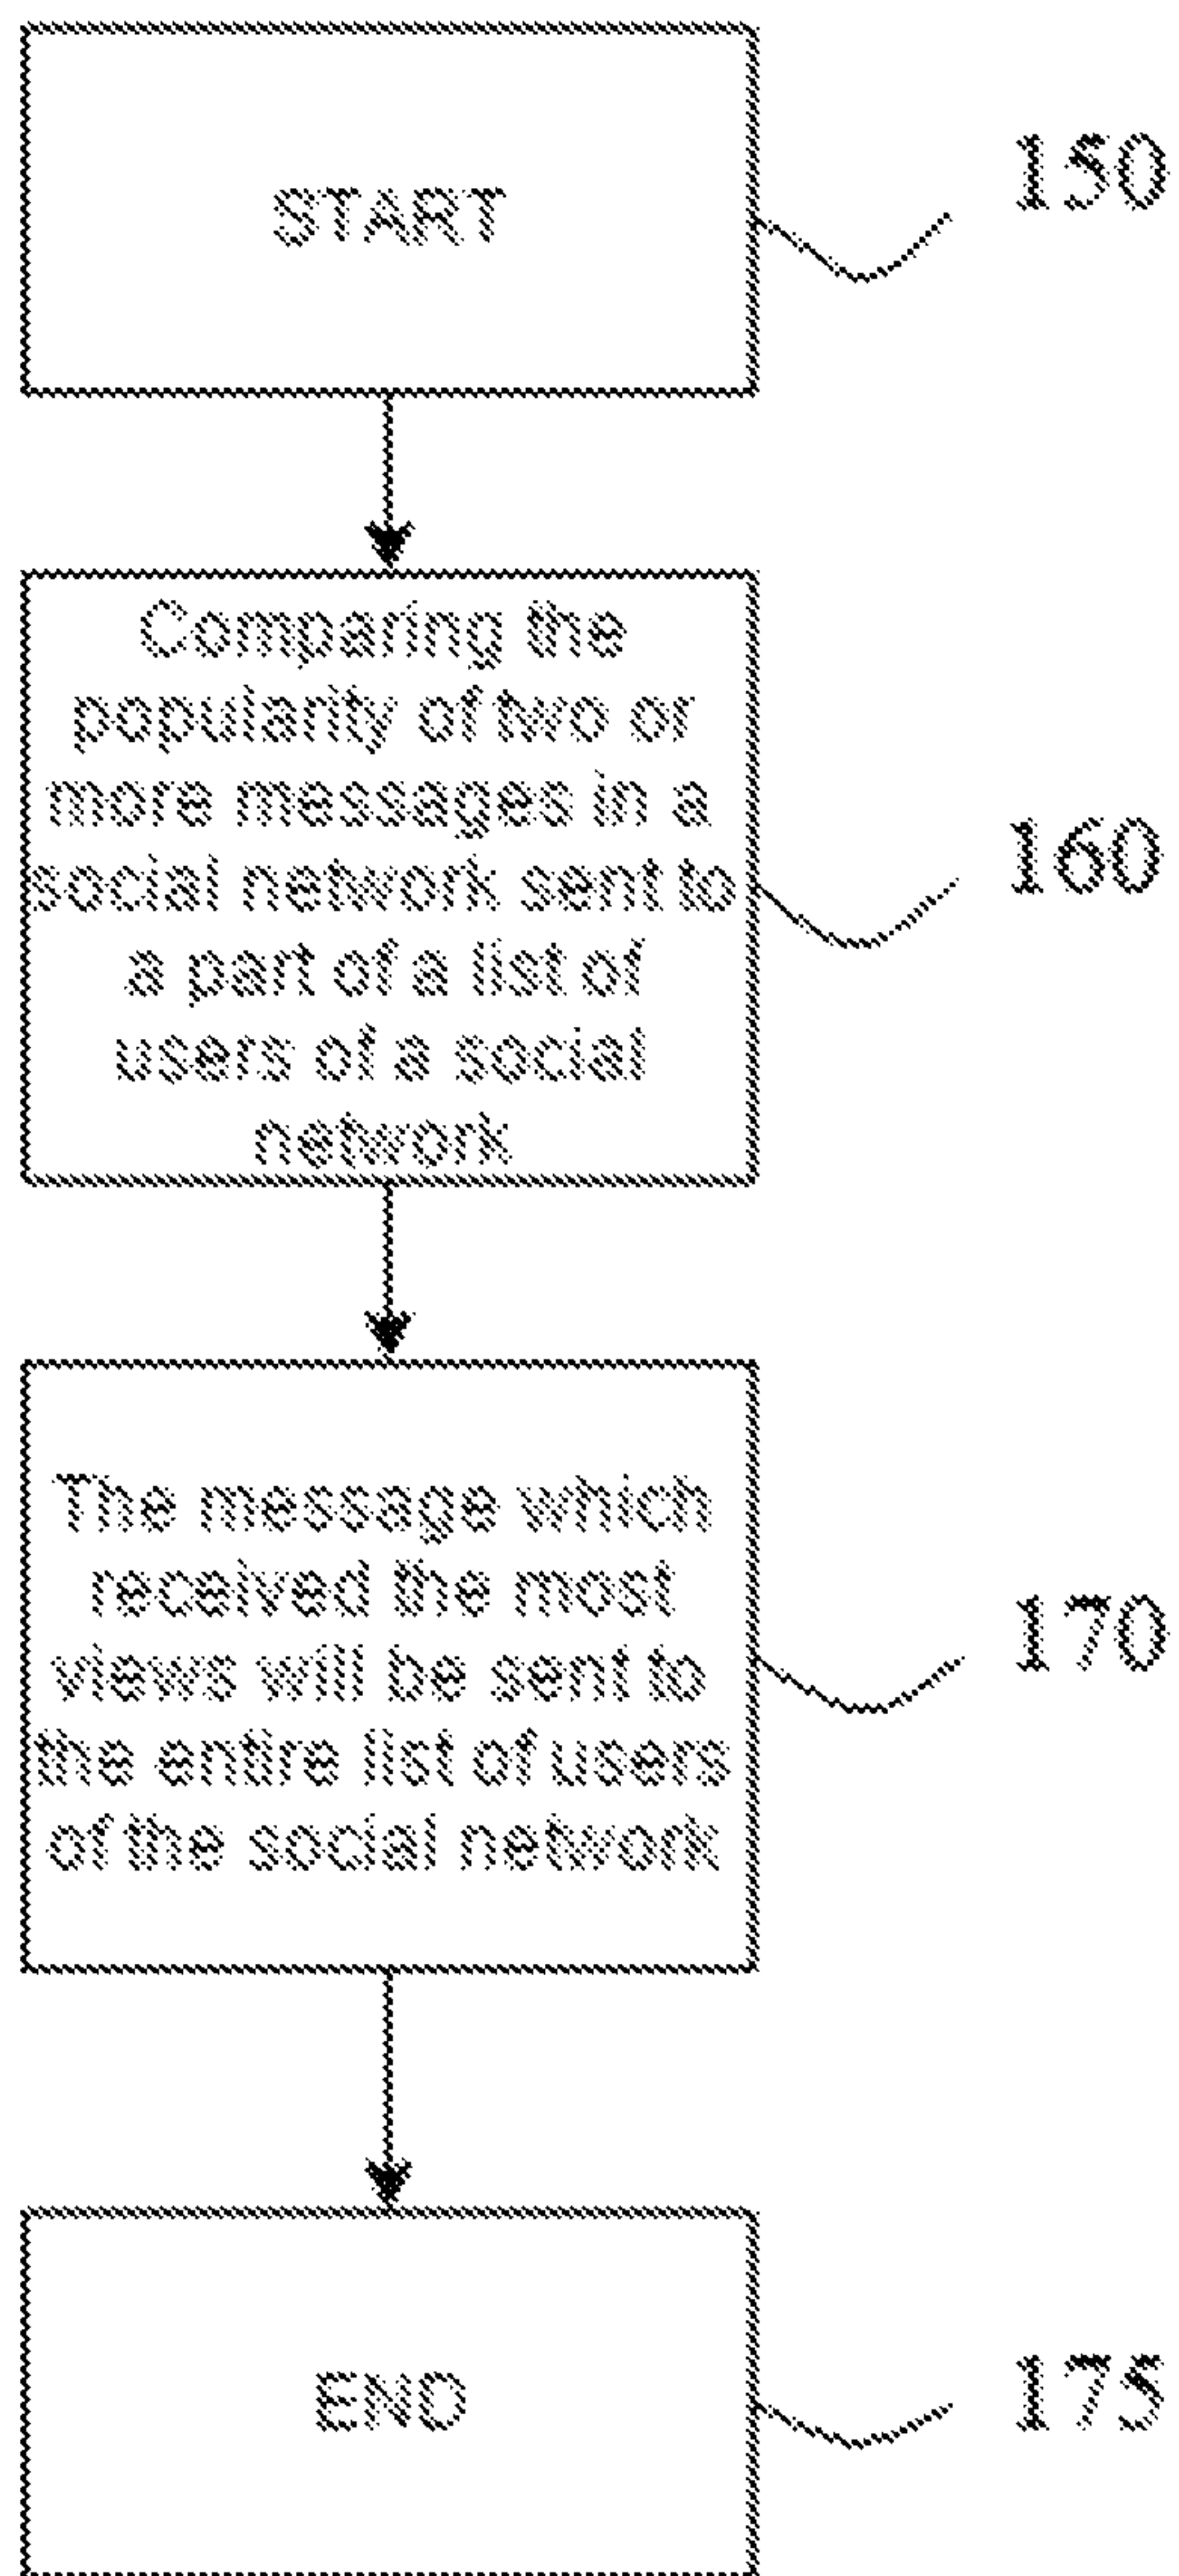 START
150
Comparing the
popularity of two or
more messages in a
social network sent to
a part of a list of
users of a social
network
160
The message which
received the most
views will be sent to
the entire list of users
of the social network
170
END
175